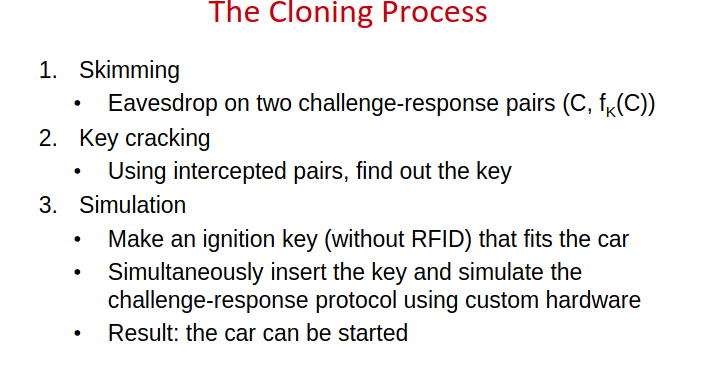 The Cloning Process
1. Skimming
• Eavesdrop on two challenge-response pairs (C, fK(C))
2. Key cracking
• Using intercepted pairs, find out the key
3. Simulation
• Make an ignition key (without RFID) that fits the car
• Simultaneously insert the key and simulate the
challenge-response protocol using custom hardware
• Result: the car can be started